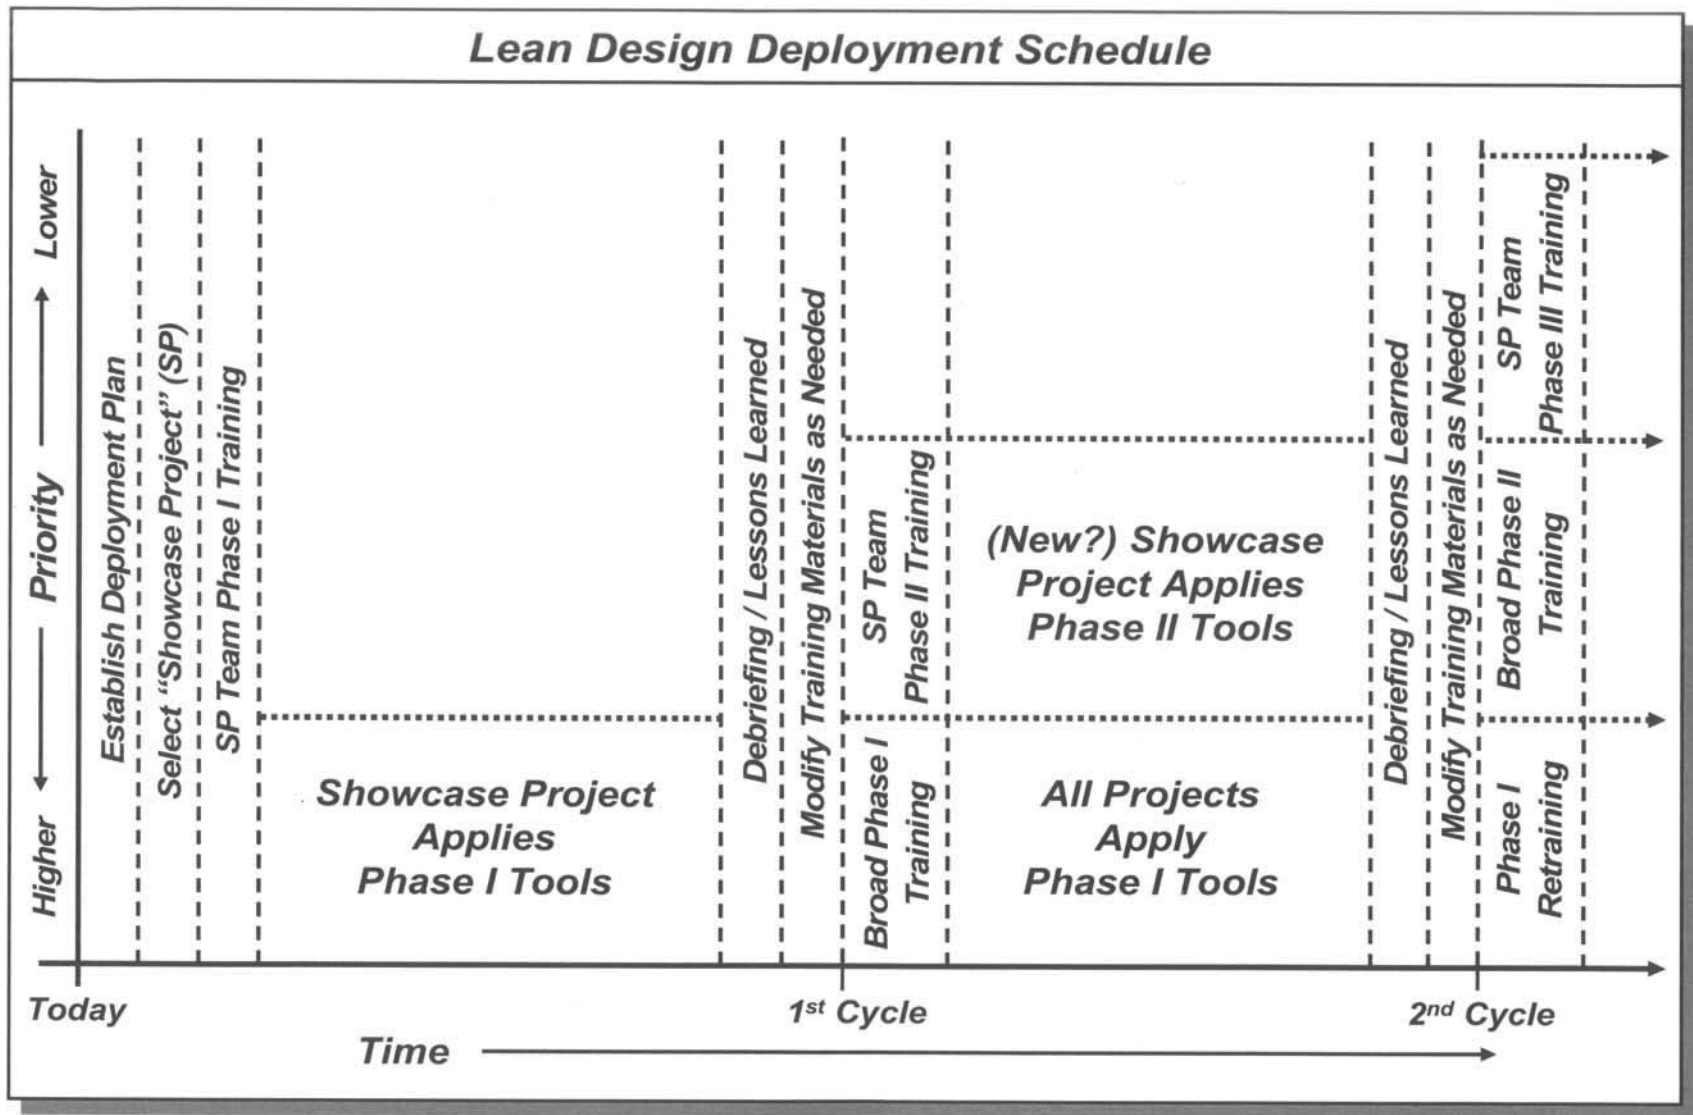 Lean Design Deployment Schedule
Lower
Priority
Higher
Establish Deployment Plan
Select “Showcase Project” (SP)
SP Team Phase I Training
Showcase Project
Applies
Phase I Tools
Debriefing / Lessons Learned
Modify Training Materials as Needed
SP Team
Phase II Training
Broad Phase I
Training
(New?) Showcase
Project Applies
Phase II Tools
All Projects
Apply
Phase I Tools
Debriefing / Lessons Learned
Modify Training Materials as Needed
SP Team
Phase III Training
Broad Phase II
Training
Phase I
Retraining
Today
1st Cycle
2nd Cycle
Time